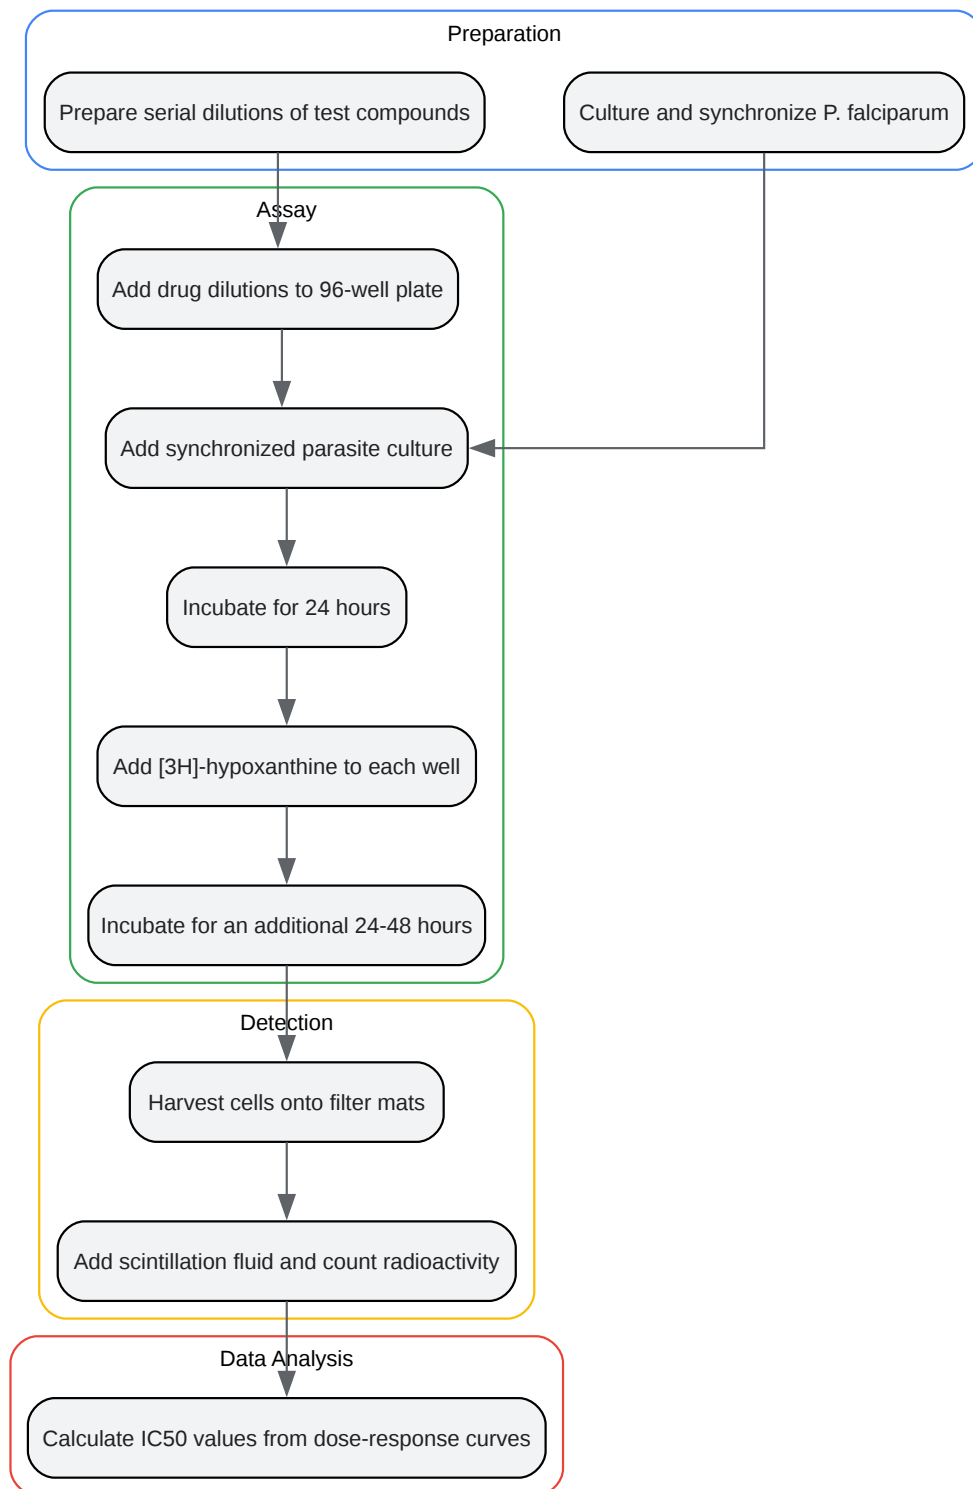 Preparation
Prepare serial dilutions of test compounds
Culture and synchronize P. falciparum
Assay
Add drug dilutions to 96-well plate
Add synchronized parasite culture
Incubate for 24 hours
Add [3H]-hypoxanthine to each well
Incubate for an additional 24-48 hours
Detection
Harvest cells onto filter mats
Add scintillation fluid and count radioactivity
Data Analysis
Calculate IC50 values from dose-response curves